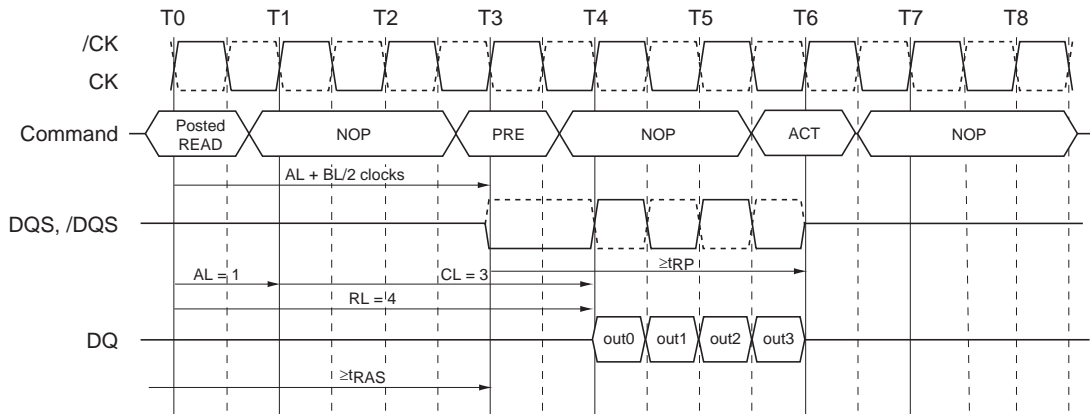 T0 T1 T2 T3 T4 T5 T6 T7 T8
/CK
CK
Command Posted READ NOP PRE NOP ACT NOP
AL + BL/2 clocks
DQS, /DQS
≥tRP
AL = 1 CL = 3
RL = 4
DQ out0 out1 out2 out3
≥tRAS